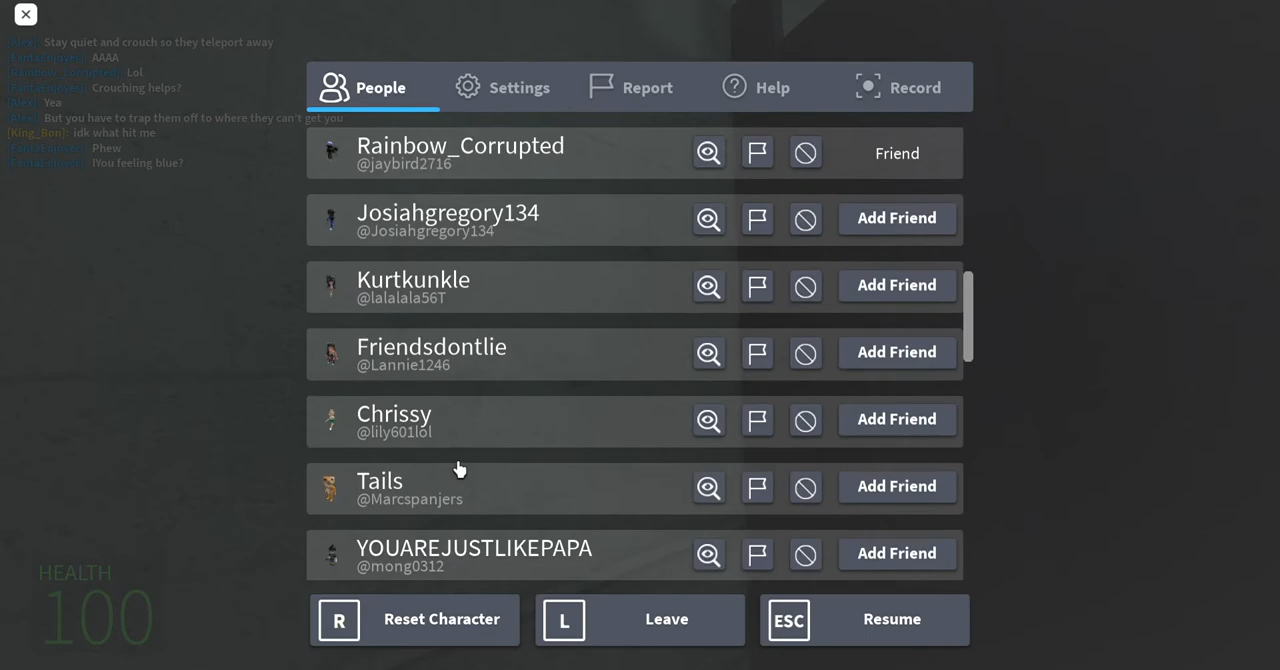 [Alex]: Stay quiet and crouch so they teleport away
[FantaEnjoyer]: AAAA
[Rainbow_Corrupted]: Lol
[FantaEnjoyer]: Crouching helps?
[Alex]: Yea
[Alex]: But you have to trap them off to where they can't get you
[King_Bon]: idk what hit me
[FantaEnjoyer]: Phew
[FantaEnjoyer]: !You feeling blue?
People
Settings
Report
Help
Record
Rainbow_Corrupted
@jaybird2716
Friend
Josiahgregory134
@Josiahgregory134
Add Friend
Kurtkunkle
@lalalala56T
Add Friend
Friendsdontlie
@Lannie1246
Add Friend
Chrissy
@lily601lol
Add Friend
Tails
@Marcspanjers
Add Friend
YOUAREJUSTLIKEPAPA
@mong0312
Add Friend
HEALTH
100
R Reset Character
L Leave
ESC Resume